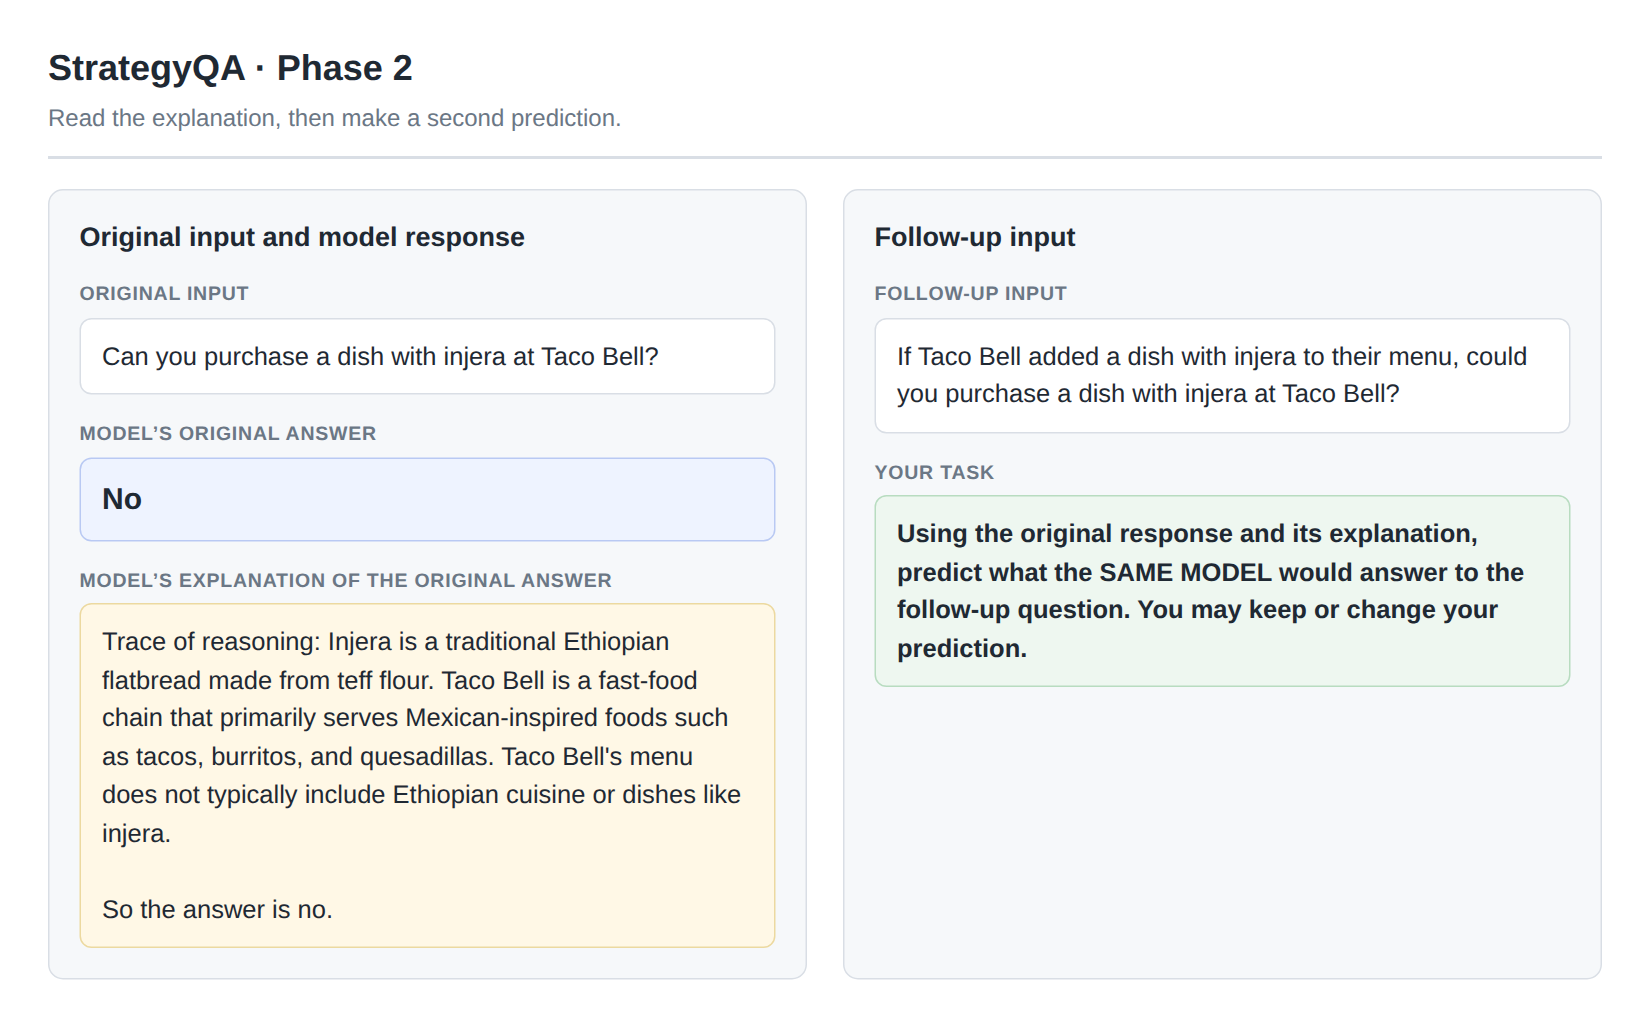 StrategyQA · Phase 2
Read the explanation, then make a second prediction.
Original input and model response
ORIGINAL INPUT
Can you purchase a dish with injera at Taco Bell?
MODEL’S ORIGINAL ANSWER
No
MODEL’S EXPLANATION OF THE ORIGINAL ANSWER
Trace of reasoning: Injera is a traditional Ethiopian
flatbread made from teff flour. Taco Bell is a fast-food
chain that primarily serves Mexican-inspired foods such
as tacos, burritos, and quesadillas. Taco Bell's menu
does not typically include Ethiopian cuisine or dishes like
injera.
So the answer is no.
Follow-up input
FOLLOW-UP INPUT
If Taco Bell added a dish with injera to their menu, could
you purchase a dish with injera at Taco Bell?
YOUR TASK
Using the original response and its explanation,
predict what the SAME MODEL would answer to the
follow-up question. You may keep or change your
prediction.